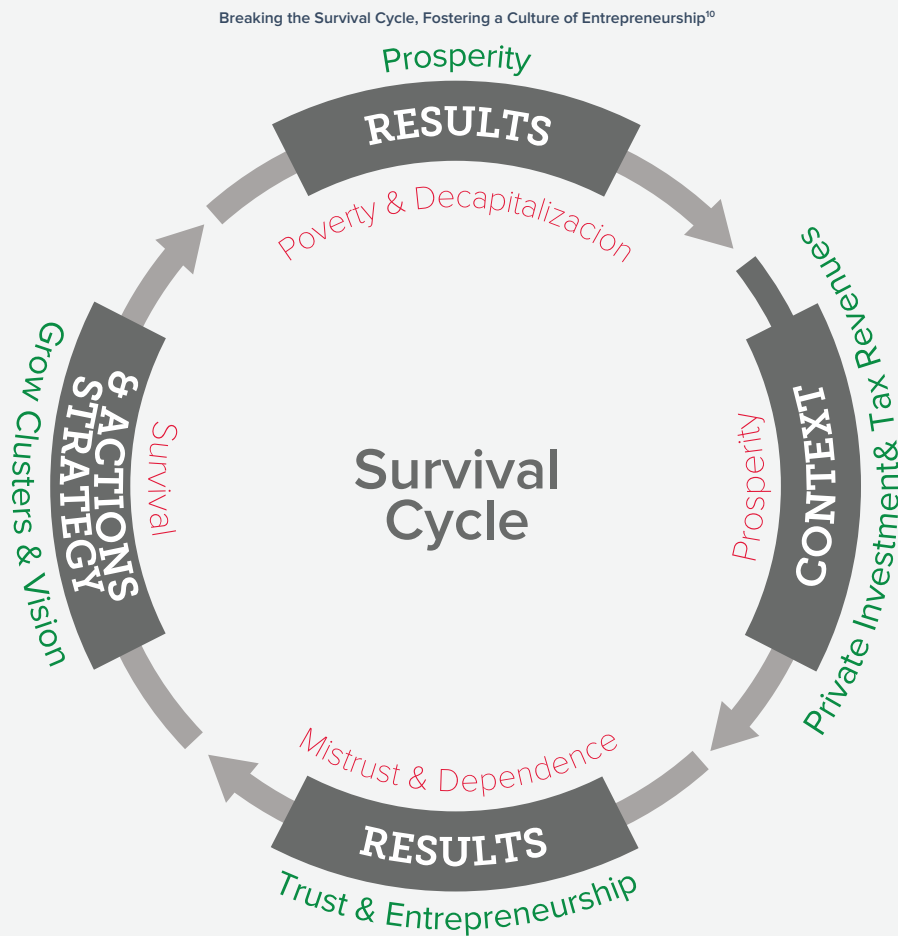 Breaking the Survival Cycle, Fostering a Culture of Entrepreneurship¹⁰
Prosperity
RESULTS
Poverty & Decapitalizacion
Private Investment& Tax Revenues
CONTEXT
Prosperity
Survival
Cycle
Mistrust & Dependence
RESULTS
Trust & Entrepreneurship
Grow Clusters & Vision
& ACTIONS
STRATEGY
Survival